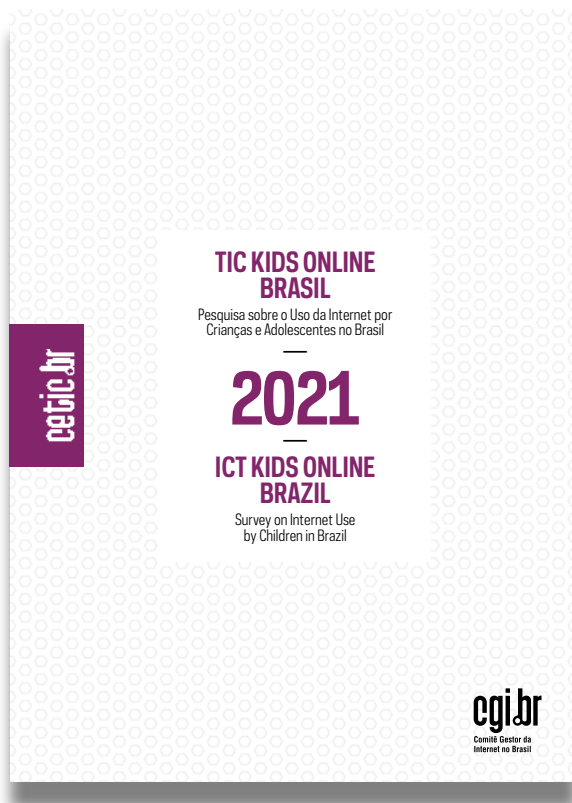 TIC KIDS ONLINE
BRASIL
Pesquisa sobre o Uso da Internet por
Crianças e Adolescentes no Brasil
2021
ICT KIDS ONLINE
BRAZIL
Survey on Internet Use
by Children in Brazil
cetic.br
cgi.br
Comitê Gestor da
Internet no Brasil